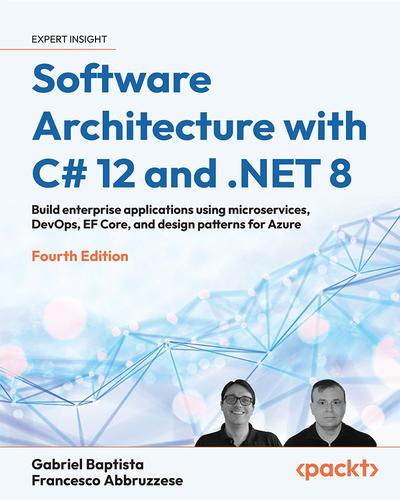 EXPERT INSIGHT
Software
Architecture with
C# 12 and .NET 8
Build enterprise applications using microservices,
DevOps, EF Core, and design patterns for Azure
Fourth Edition
Gabriel Baptista
Francesco Abbruzzese
<packt>